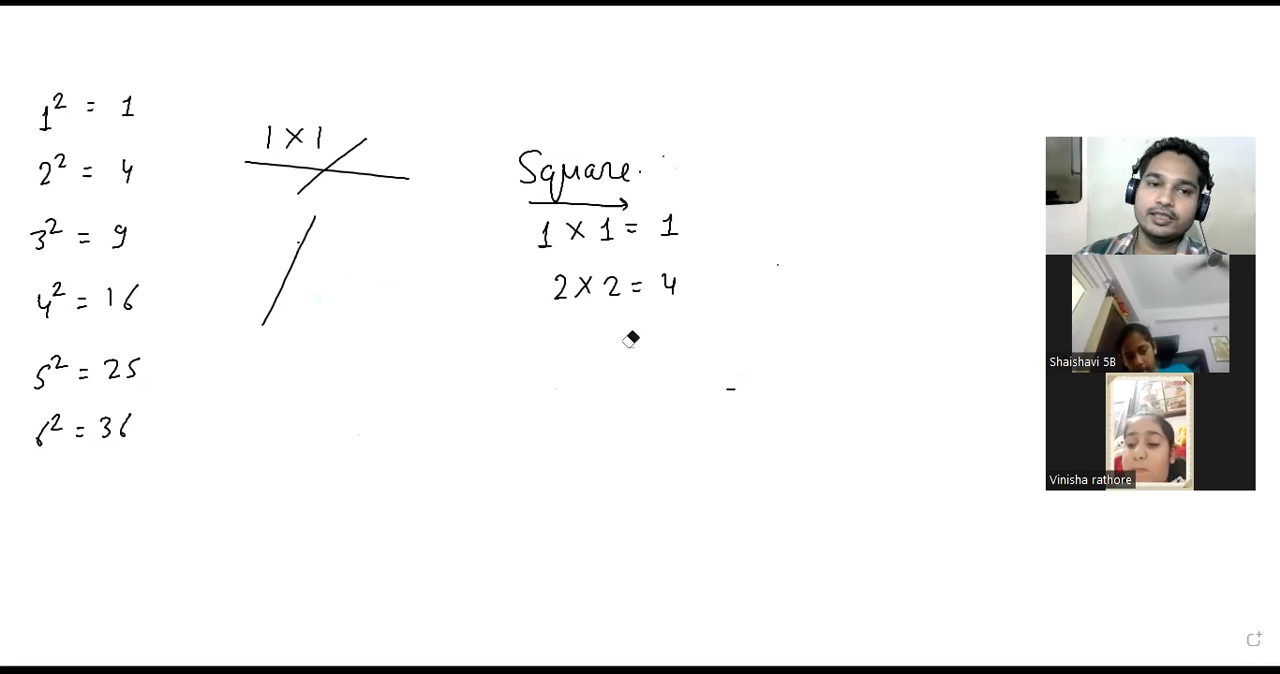 1² = 1
2² = 4
3² = 9
4² = 16
5² = 25
6² = 36
1 X 1
Square.
1 X 1 = 1
2 X 2 = 4
Shaishavi 5B
Vinisha rathore